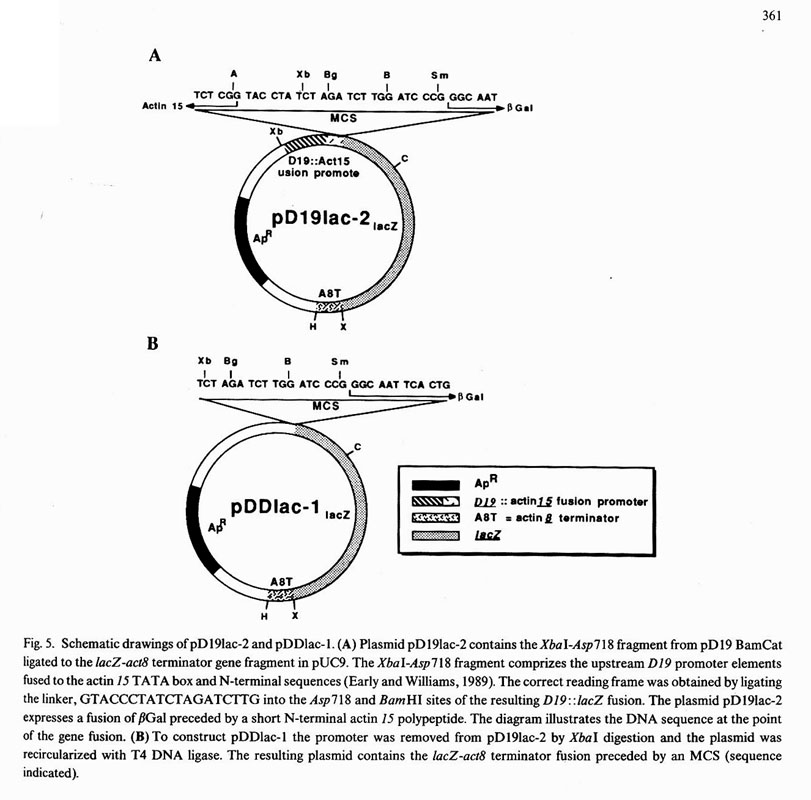 361
A
A Xb Bg B Sm
TCT CGG TAC CTA TCT AGA TCT TGG ATC CCG GGC AAT
Actin 15
β Gal
MCS
Xb
D19::Act15
usion promote
C
pD19lac-2
lacZ
ApR
A8T
H X
B
Xb Bg B Sm
TCT AGA TCT TGG ATC CCG GGC AAT TCA CTG
β Gal
MCS
C
pDDlac-1
lacZ
ApR
A8T
H X
ApR
D19 :: actin15 fusion promoter
A8T = actin 8 terminator
lacZ
Fig. 5. Schematic drawings of pD19lac-2 and pDDlac-1. (A) Plasmid pD19lac-2 contains the XbaI-Asp718 fragment from pD19 BamCat
ligated to the lacZ-act8 terminator gene fragment in pUC9. The XbaI-Asp718 fragment comprizes the upstream D19 promoter elements
fused to the actin 15 TATA box and N-terminal sequences (Early and Williams, 1989). The correct reading frame was obtained by ligating
the linker, GTACCCTATCTAGATCTTG into the Asp718 and BamHI sites of the resulting D19::lacZ fusion. The plasmid pD19lac-2
expresses a fusion of βGal preceded by a short N-terminal actin 15 polypeptide. The diagram illustrates the DNA sequence at the point
of the gene fusion. (B) To construct pDDlac-1 the promoter was removed from pD19lac-2 by XbaI digestion and the plasmid was
recircularized with T4 DNA ligase. The resulting plasmid contains the lacZ-act8 terminator fusion preceded by an MCS (sequence
indicated).